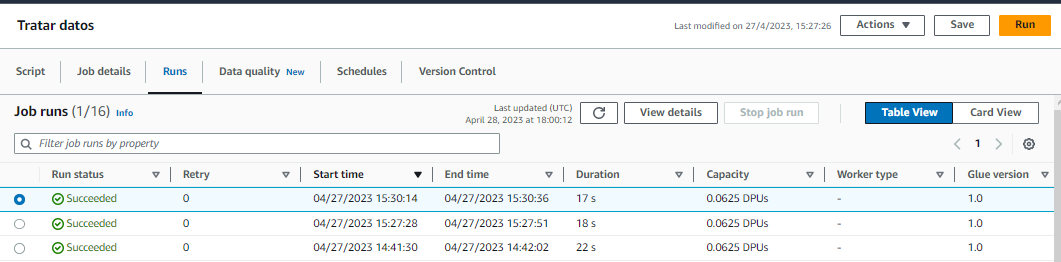 Tratar datos
Last modified on 27/4/2023, 15:27:26
Actions
Save
Run
Script
Job details
Runs
Data quality New
Schedules
Version Control
Job runs (1/16) Info
Last updated (UTC)
April 28, 2023 at 18:00:12
View details
Stop job run
Table View
Card View
Filter job runs by property
1
Run status Retry Start time End time Duration Capacity Worker type Glue version
Succeeded 0 04/27/2023 15:30:14 04/27/2023 15:30:36 17 s 0.0625 DPUs - 1.0
Succeeded 0 04/27/2023 15:27:28 04/27/2023 15:27:51 18 s 0.0625 DPUs - 1.0
Succeeded 0 04/27/2023 14:41:30 04/27/2023 14:42:02 22 s 0.0625 DPUs - 1.0